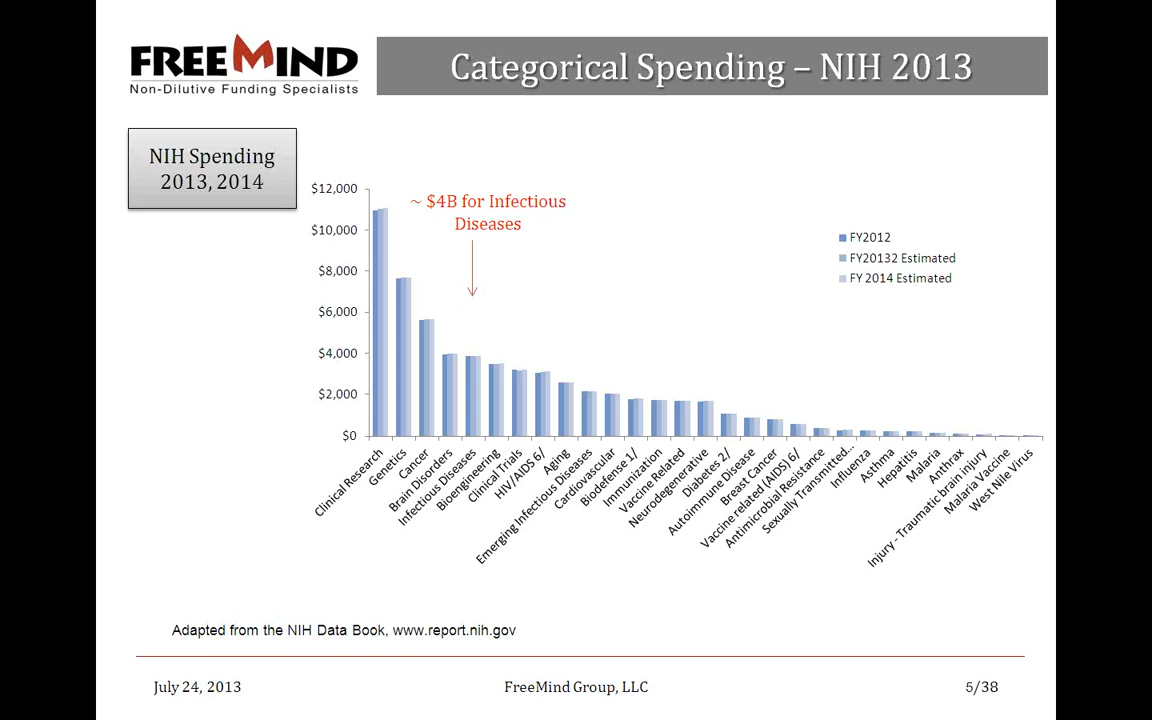 FREEMIND
Non-Dilutive Funding Specialists
Categorical Spending – NIH 2013
NIH Spending
2013, 2014
~ $4B for Infectious
Diseases
$12,000
$10,000
$8,000
$6,000
$4,000
$2,000
$0
FY2012
FY20132 Estimated
FY 2014 Estimated
Clinical Research
Genetics
Cancer
Brain Disorders
Infectious Diseases
Bioengineering
Clinical Trials
HIV/AIDS 6/
Aging
Emerging Infectious Diseases
Cardiovascular
Biodefense 1/
Immunization
Vaccine Related
Neurodegenerative
Diabetes 2/
Autoimmune Disease
Breast Cancer
Vaccine related (AIDS) 6/
Antimicrobial Resistance
Sexually Transmitted...
Influenza
Asthma
Hepatitis
Malaria
Anthrax
Injury - Traumatic brain injury
Malaria Vaccine
West Nile Virus
Adapted from the NIH Data Book, www.report.nih.gov
July 24, 2013
FreeMind Group, LLC
5/38